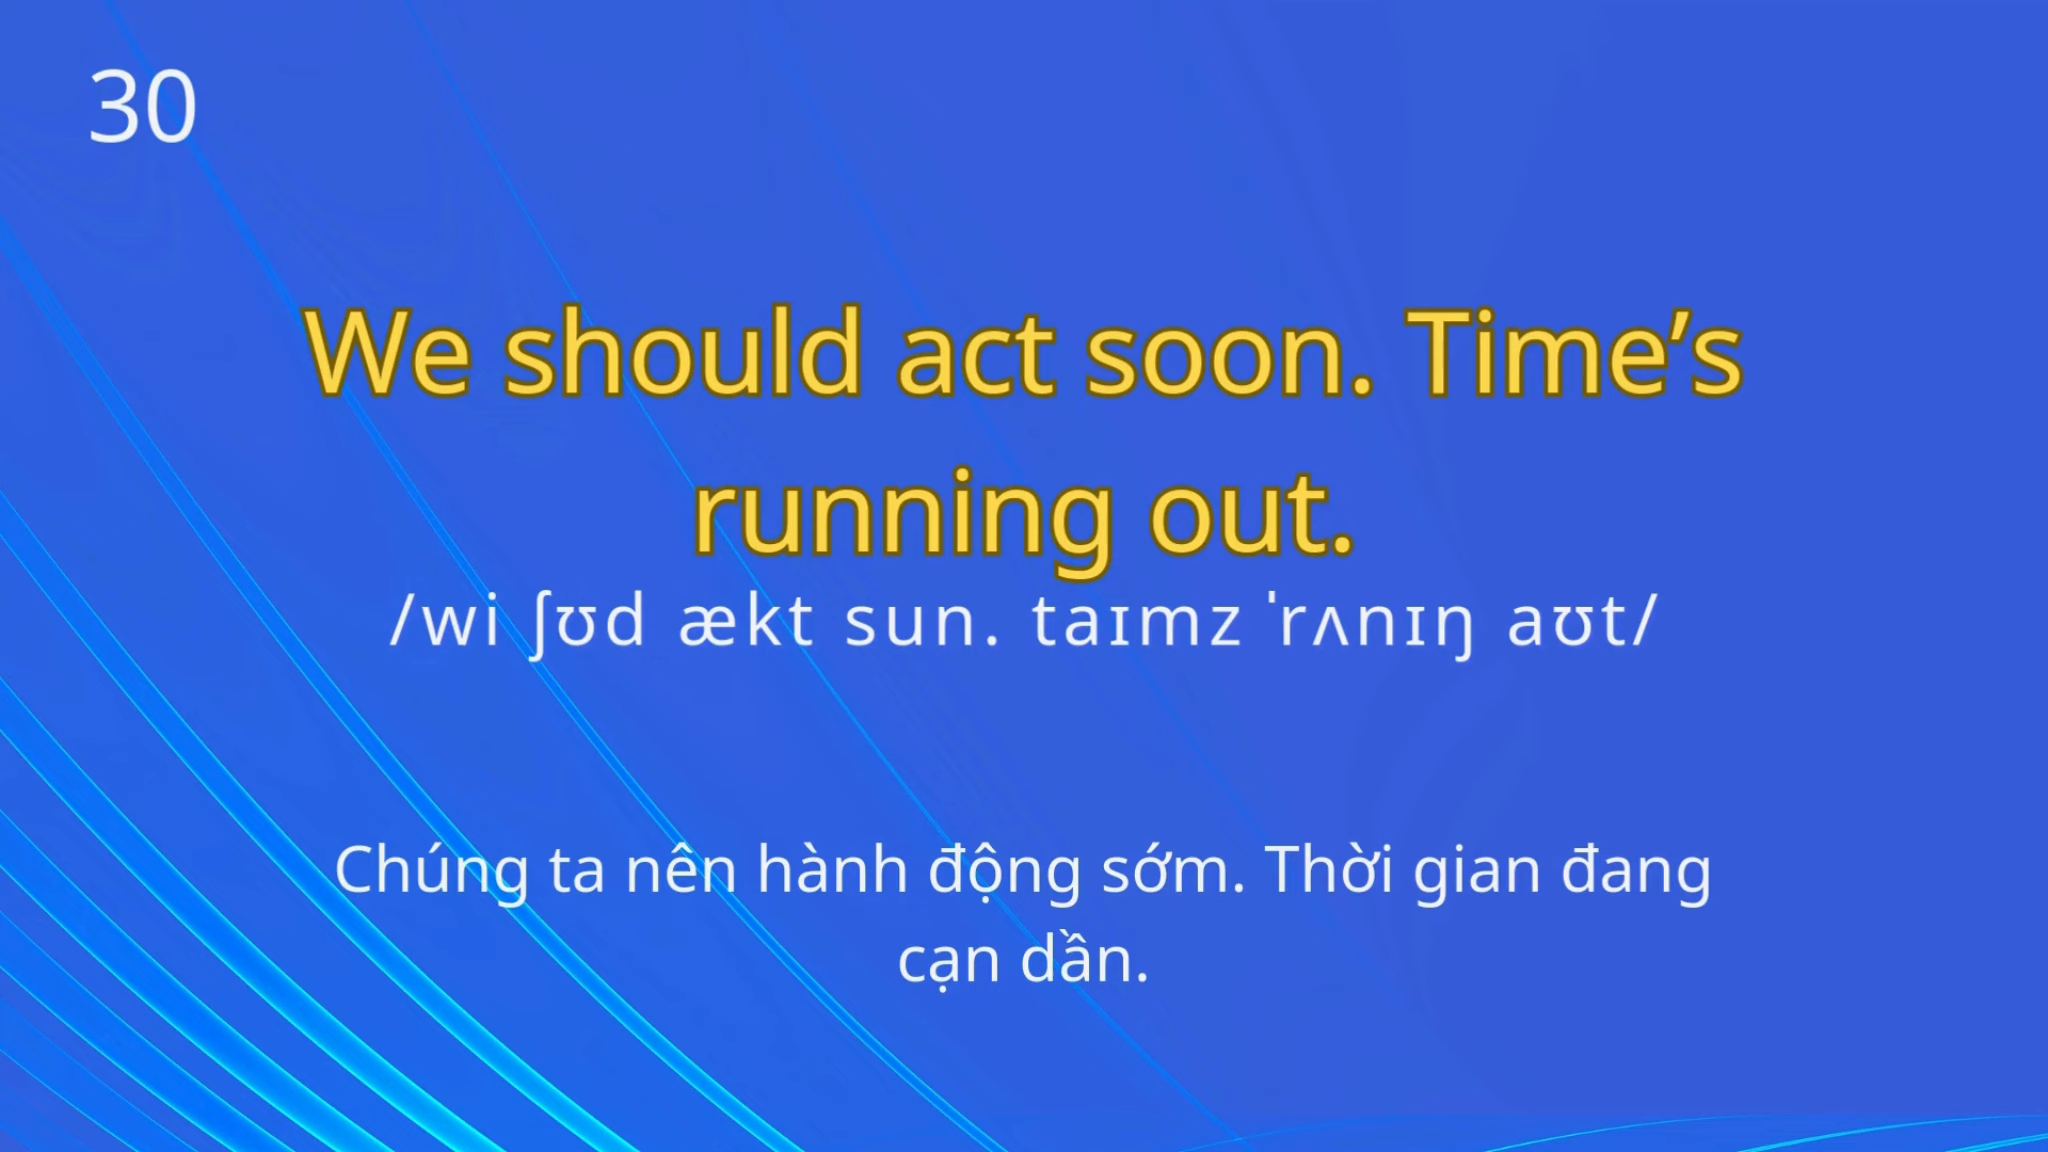 30
We should act soon. Time’s
running out.
/wi ʃʊd ækt sun. taɪmz ˈrʌnɪŋ aʊt/
Chúng ta nên hành động sớm. Thời gian đang
cạn dần.